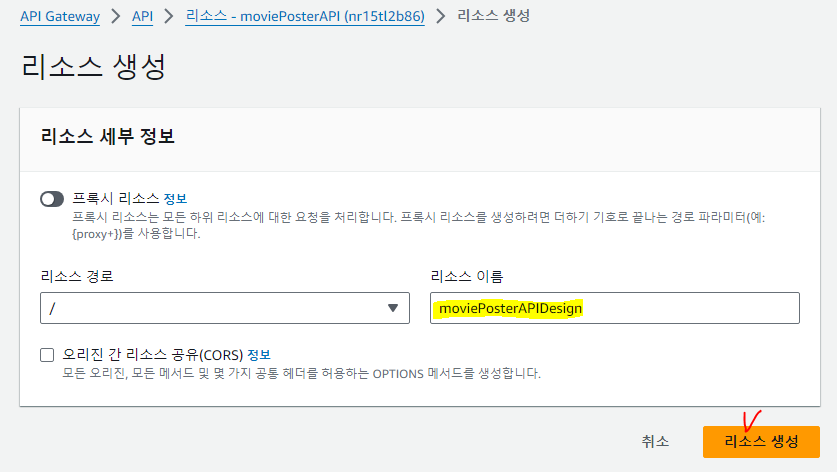 API Gateway > API > 리소스 - moviePosterAPI (nr15tl2b86) > 리소스 생성
리소스 생성
리소스 세부 정보
프록시 리소스 정보
프록시 리소스는 모든 하위 리소스에 대한 요청을 처리합니다. 프록시 리소스를 생성하려면 더하기 기호로 끝나는 경로 파라미터(예:
{proxy+})를 사용합니다.
리소스 경로
/
리소스 이름
moviePosterAPIDesign
오리진 간 리소스 공유(CORS) 정보
모든 오리진, 모든 메서드 및 몇 가지 공통 헤더를 허용하는 OPTIONS 메서드를 생성합니다.
취소
리소스 생성